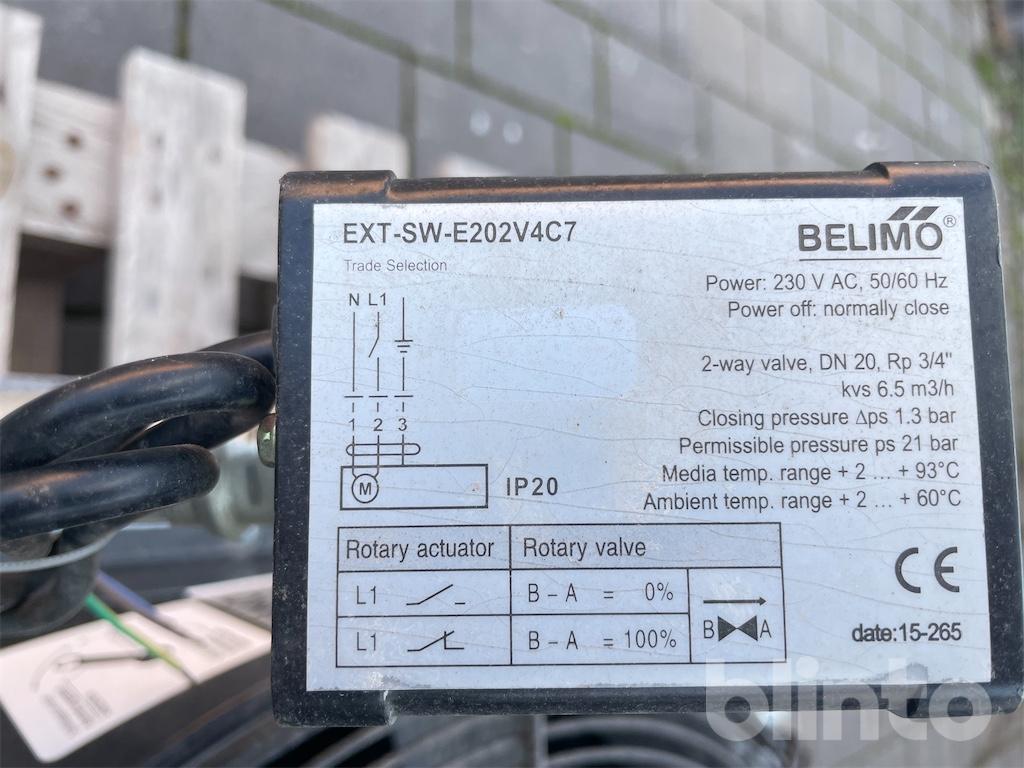 EXT-SW-E202V4C7
Trade Selection
BELIMO®
Power: 230 V AC, 50/60 Hz
Power off: normally close
N L1
2-way valve, DN 20, Rp 3/4"
kvs 6.5 m3/h
Closing pressure Δps 1.3 bar
Permissible pressure ps 21 bar
Media temp. range + 2 ... + 93°C
Ambient temp. range + 2 ... + 60°C
1 2 3
M
IP20
Rotary actuator Rotary valve
L1 B – A = 0%
L1 B – A = 100%
B A
CE
date:15-265
blinto